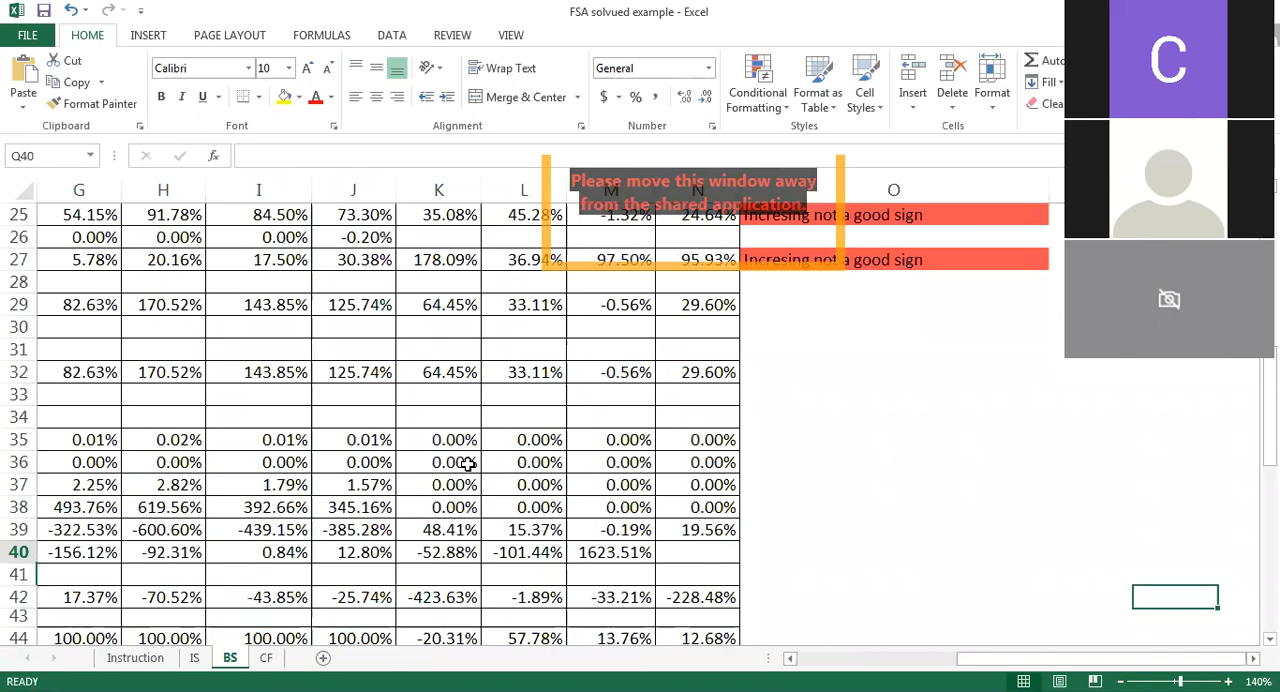 FSA solvued example - Excel
FILE HOME INSERT PAGE LAYOUT FORMULAS DATA REVIEW VIEW
Paste Cut Copy Format Painter
Calibri 10
B I U A
Wrap Text
Merge & Center
General
$ % ,
Conditional Formatting Format as Table Cell Styles
Insert Delete Format
Auto
Fill
Clea
Clipboard Font Alignment Number Styles Cells
C
Q40 fx
G H I J K L M N O
Please move this window away
from the shared application.
25 54.15% 91.78% 84.50% 73.30% 35.08% 45.28% -1.32% 24.64% Incresing not a good sign
26 0.00% 0.00% 0.00% -0.20%
27 5.78% 20.16% 17.50% 30.38% 178.09% 36.94% 97.50% 95.93% Incresing not a good sign
28
29 82.63% 170.52% 143.85% 125.74% 64.45% 33.11% -0.56% 29.60%
30
31
32 82.63% 170.52% 143.85% 125.74% 64.45% 33.11% -0.56% 29.60%
33
34
35 0.01% 0.02% 0.01% 0.01% 0.00% 0.00% 0.00% 0.00%
36 0.00% 0.00% 0.00% 0.00% 0.00% 0.00% 0.00% 0.00%
37 2.25% 2.82% 1.79% 1.57% 0.00% 0.00% 0.00% 0.00%
38 493.76% 619.56% 392.66% 345.16% 0.00% 0.00% 0.00% 0.00%
39 -322.53% -600.60% -439.15% -385.28% 48.41% 15.37% -0.19% 19.56%
40 -156.12% -92.31% 0.84% 12.80% -52.88% -101.44% 1623.51%
41
42 17.37% -70.52% -43.85% -25.74% -423.63% -1.89% -33.21% -228.48%
43
44 100.00% 100.00% 100.00% 100.00% -20.31% 57.78% 13.76% 12.68%
Instruction IS BS CF
READY 140%